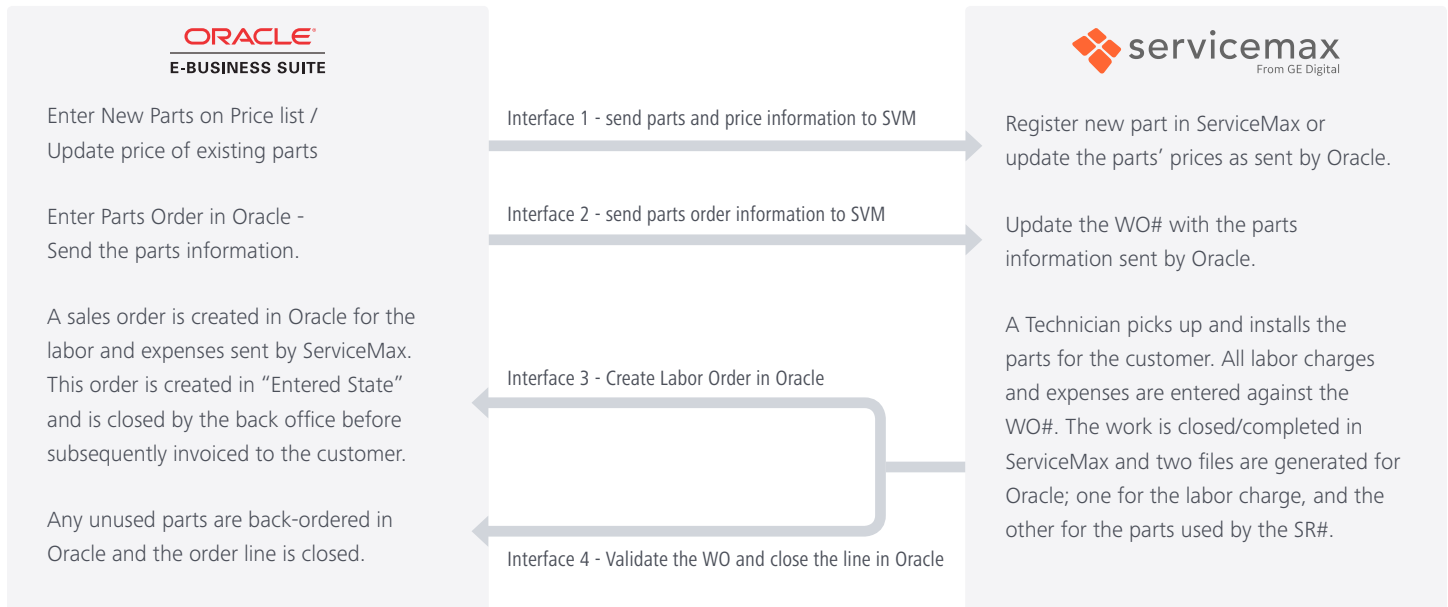 ORACLE
E-BUSINESS SUITE
Enter New Parts on Price list /
Update price of existing parts
Enter Parts Order in Oracle -
Send the parts information.
A sales order is created in Oracle for the
labor and expenses sent by ServiceMax.
This order is created in “Entered State”
and is closed by the back office before
subsequently invoiced to the customer.
Any unused parts are back-ordered in
Oracle and the order line is closed.
Interface 1 - send parts and price information to SVM
Interface 2 - send parts order information to SVM
Interface 3 - Create Labor Order in Oracle
Interface 4 - Validate the WO and close the line in Oracle
servicemax
From GE Digital
Register new part in ServiceMax or
update the parts’ prices as sent by Oracle.
Update the WO# with the parts
information sent by Oracle.
A Technician picks up and installs the
parts for the customer. All labor charges
and expenses are entered against the
WO#. The work is closed/completed in
ServiceMax and two files are generated for
Oracle; one for the labor charge, and the
other for the parts used by the SR#.